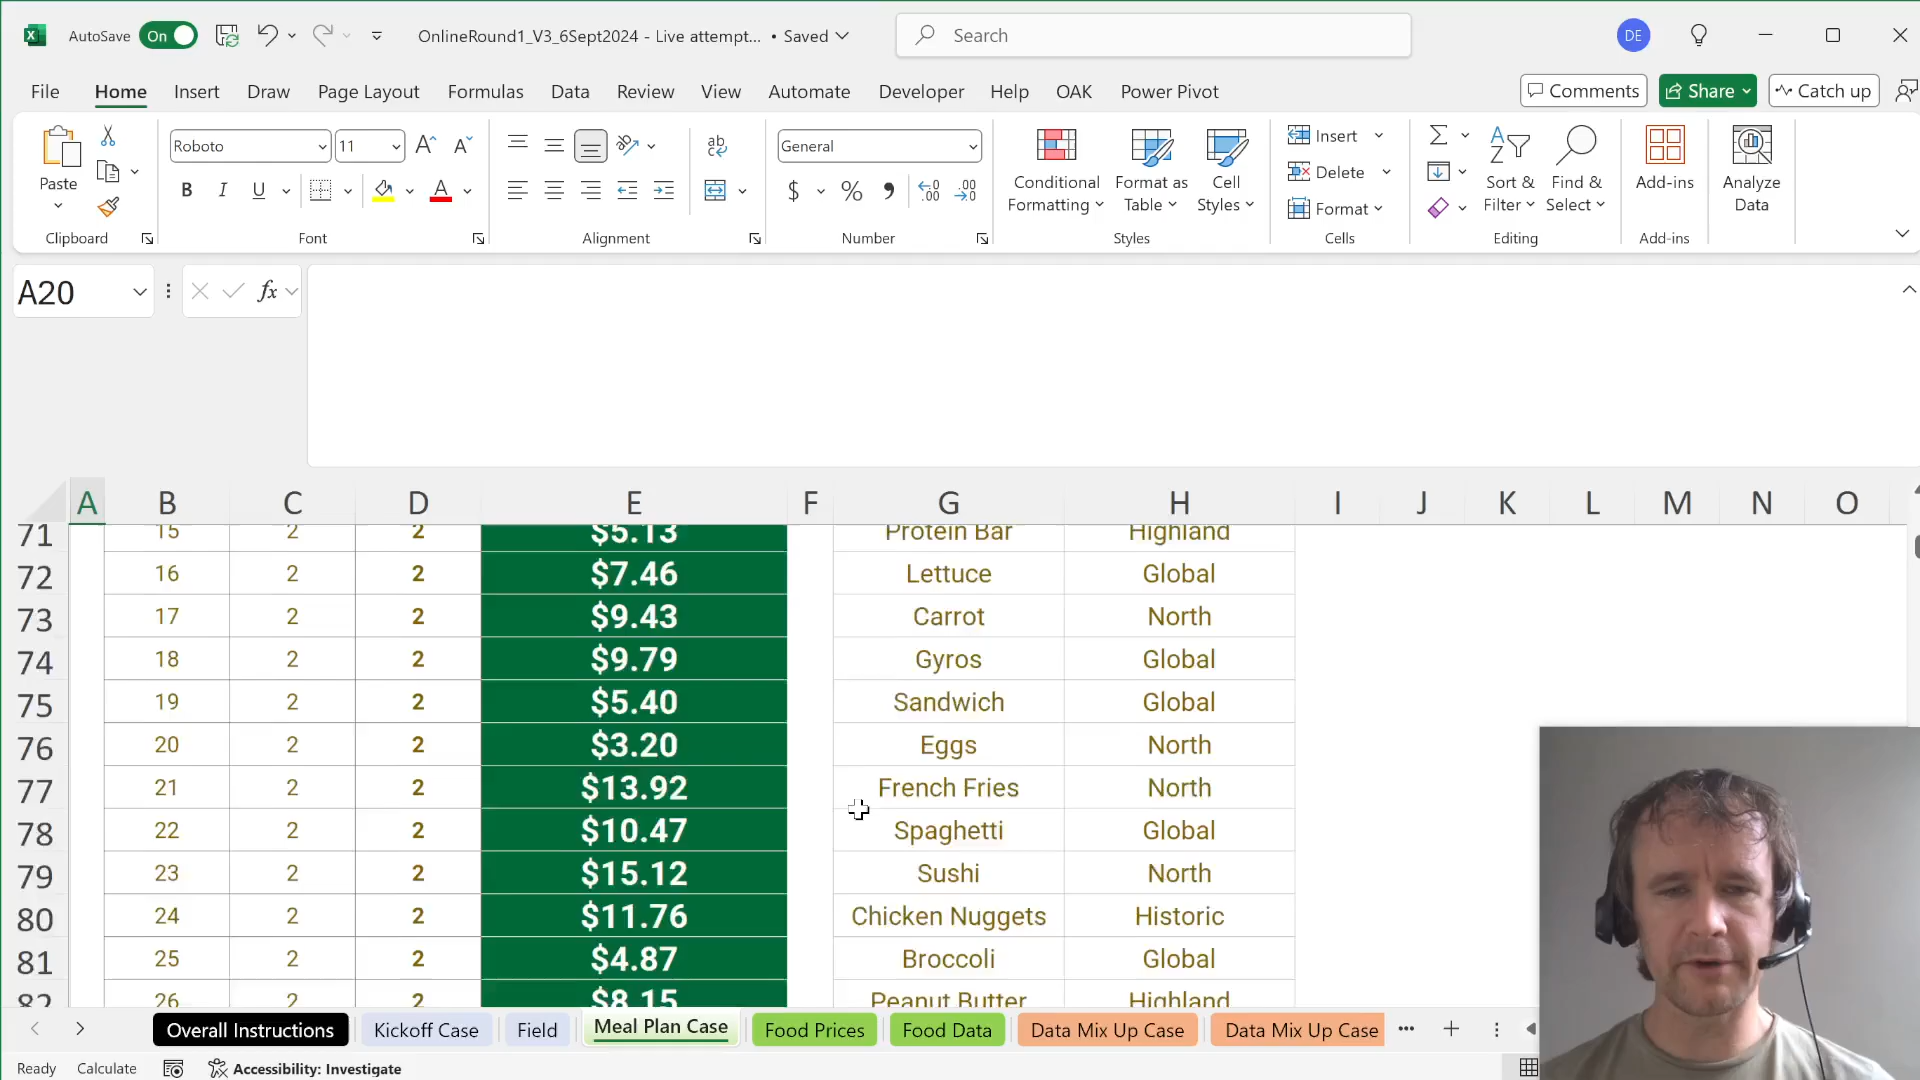 AutoSave On OnlineRound1_V3_6Sept2024 - Live attempt... • Saved Search DE
File Home Insert Draw Page Layout Formulas Data Review View Automate Developer Help OAK Power Pivot Comments Share Catch up
Paste
Clipboard
Roboto 11
B I U A
Font
ab
Alignment
General
$ % 9 .00
Number
Conditional Formatting
Format as Table
Cell Styles
Styles
Insert
Delete
Format
Cells
Sort & Filter
Find & Select
Editing
Add-ins
Add-ins
Analyze Data
A20 fx
A B C D E F G H I J K L M N O
71 15 2 2 $5.13 Protein Bar Highland
72 16 2 2 $7.46 Lettuce Global
73 17 2 2 $9.43 Carrot North
74 18 2 2 $9.79 Gyros Global
75 19 2 2 $5.40 Sandwich Global
76 20 2 2 $3.20 Eggs North
77 21 2 2 $13.92 French Fries North
78 22 2 2 $10.47 Spaghetti Global
79 23 2 2 $15.12 Sushi North
80 24 2 2 $11.76 Chicken Nuggets Historic
81 25 2 2 $4.87 Broccoli Global
82 26 2 2 $8.15 Peanut Butter Highland
Overall Instructions Kickoff Case Field Meal Plan Case Food Prices Food Data Data Mix Up Case Data Mix Up Case
Ready Calculate Accessibility: Investigate